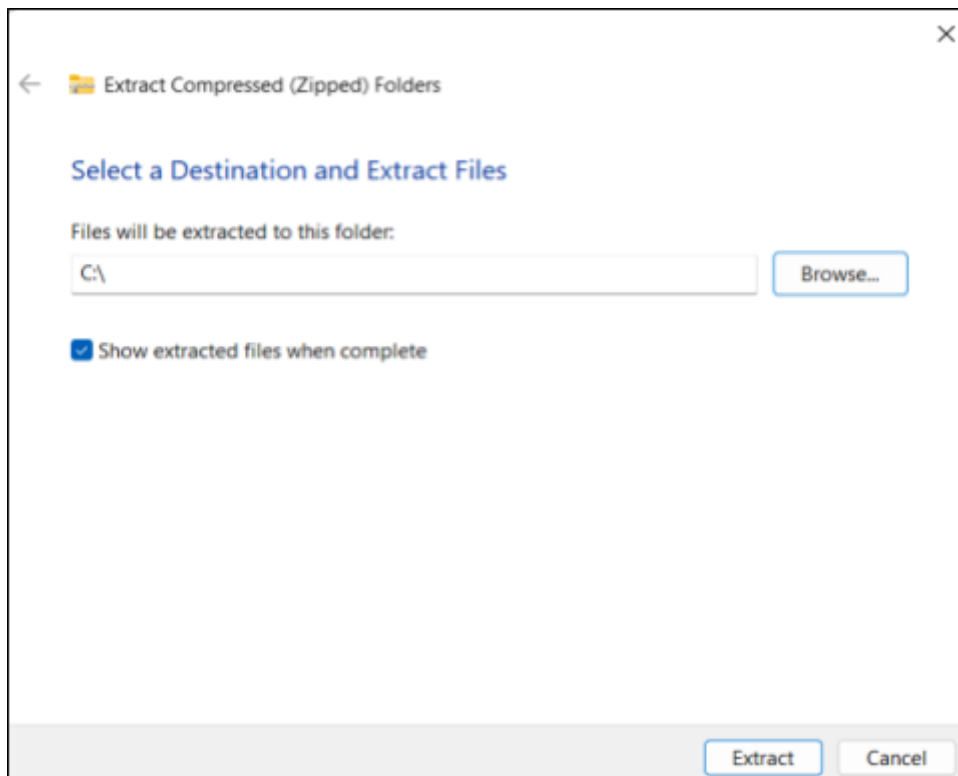 Extract Compressed (Zipped) Folders
Select a Destination and Extract Files
Files will be extracted to this folder:
C:\
Browse...
Show extracted files when complete
Extract
Cancel